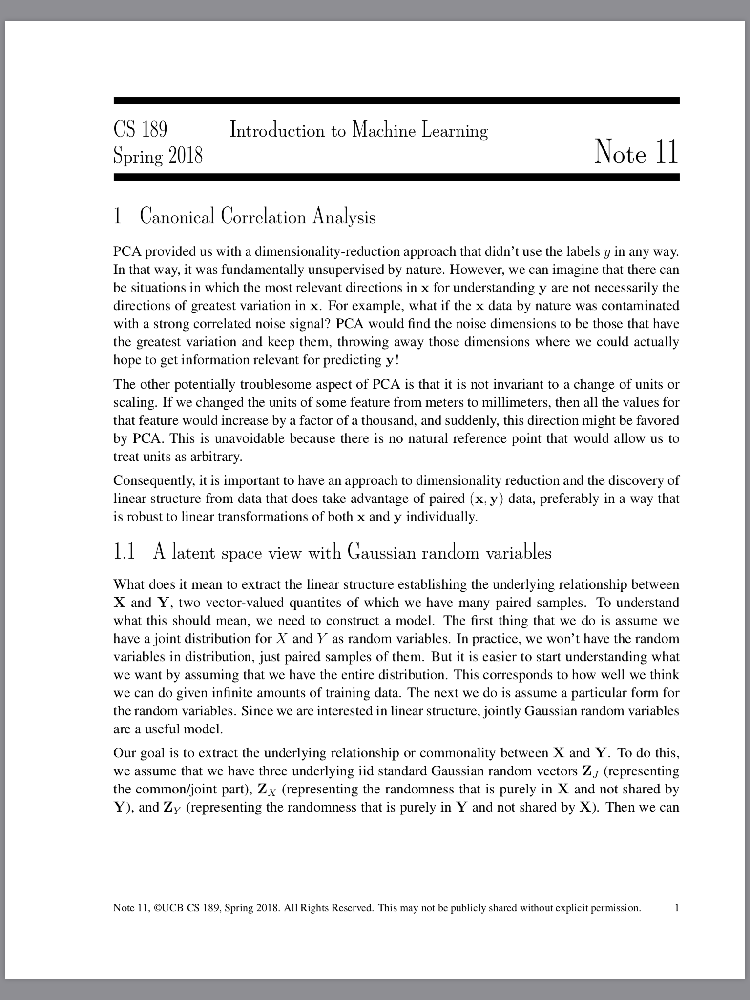 CS 189 Introduction to Machine Learning
Spring 2018 Note 11
1 Canonical Correlation Analysis
PCA provided us with a dimensionality-reduction approach that didn't use the labels y in any way.
In that way, it was fundamentally unsupervised by nature. However, we can imagine that there can
be situations in which the most relevant directions in x for understanding y are not necessarily the
directions of greatest variation in x. For example, what if the x data by nature was contaminated
with a strong correlated noise signal? PCA would find the noise dimensions to be those that have
the greatest variation and keep them, throwing away those dimensions where we could actually
hope to get information relevant for predicting y!
The other potentially troublesome aspect of PCA is that it is not invariant to a change of units or
scaling. If we changed the units of some feature from meters to millimeters, then all the values for
that feature would increase by a factor of a thousand, and suddenly, this direction might be favored
by PCA. This is unavoidable because there is no natural reference point that would allow us to
treat units as arbitrary.
Consequently, it is important to have an approach to dimensionality reduction and the discovery of
linear structure from data that does take advantage of paired (x, y) data, preferably in a way that
is robust to linear transformations of both x and y individually.
1.1 A latent space view with Gaussian random variables
What does it mean to extract the linear structure establishing the underlying relationship between
X and Y, two vector-valued quantites of which we have many paired samples. To understand
what this should mean, we need to construct a model. The first thing that we do is assume we
have a joint distribution for X and Y as random variables. In practice, we won't have the random
variables in distribution, just paired samples of them. But it is easier to start understanding what
we want by assuming that we have the entire distribution. This corresponds to how well we think
we can do given infinite amounts of training data. The next we do is assume a particular form for
the random variables. Since we are interested in linear structure, jointly Gaussian random variables
are a useful model.
Our goal is to extract the underlying relationship or commonality between X and Y. To do this,
we assume that we have three underlying iid standard Gaussian random vectors Z_J (representing
the common/joint part), Z_X (representing the randomness that is purely in X and not shared by
Y), and Z_Y (representing the randomness that is purely in Y and not shared by X). Then we can
Note 11, ©UCB CS 189, Spring 2018. All Rights Reserved. This may not be publicly shared without explicit permission. 1